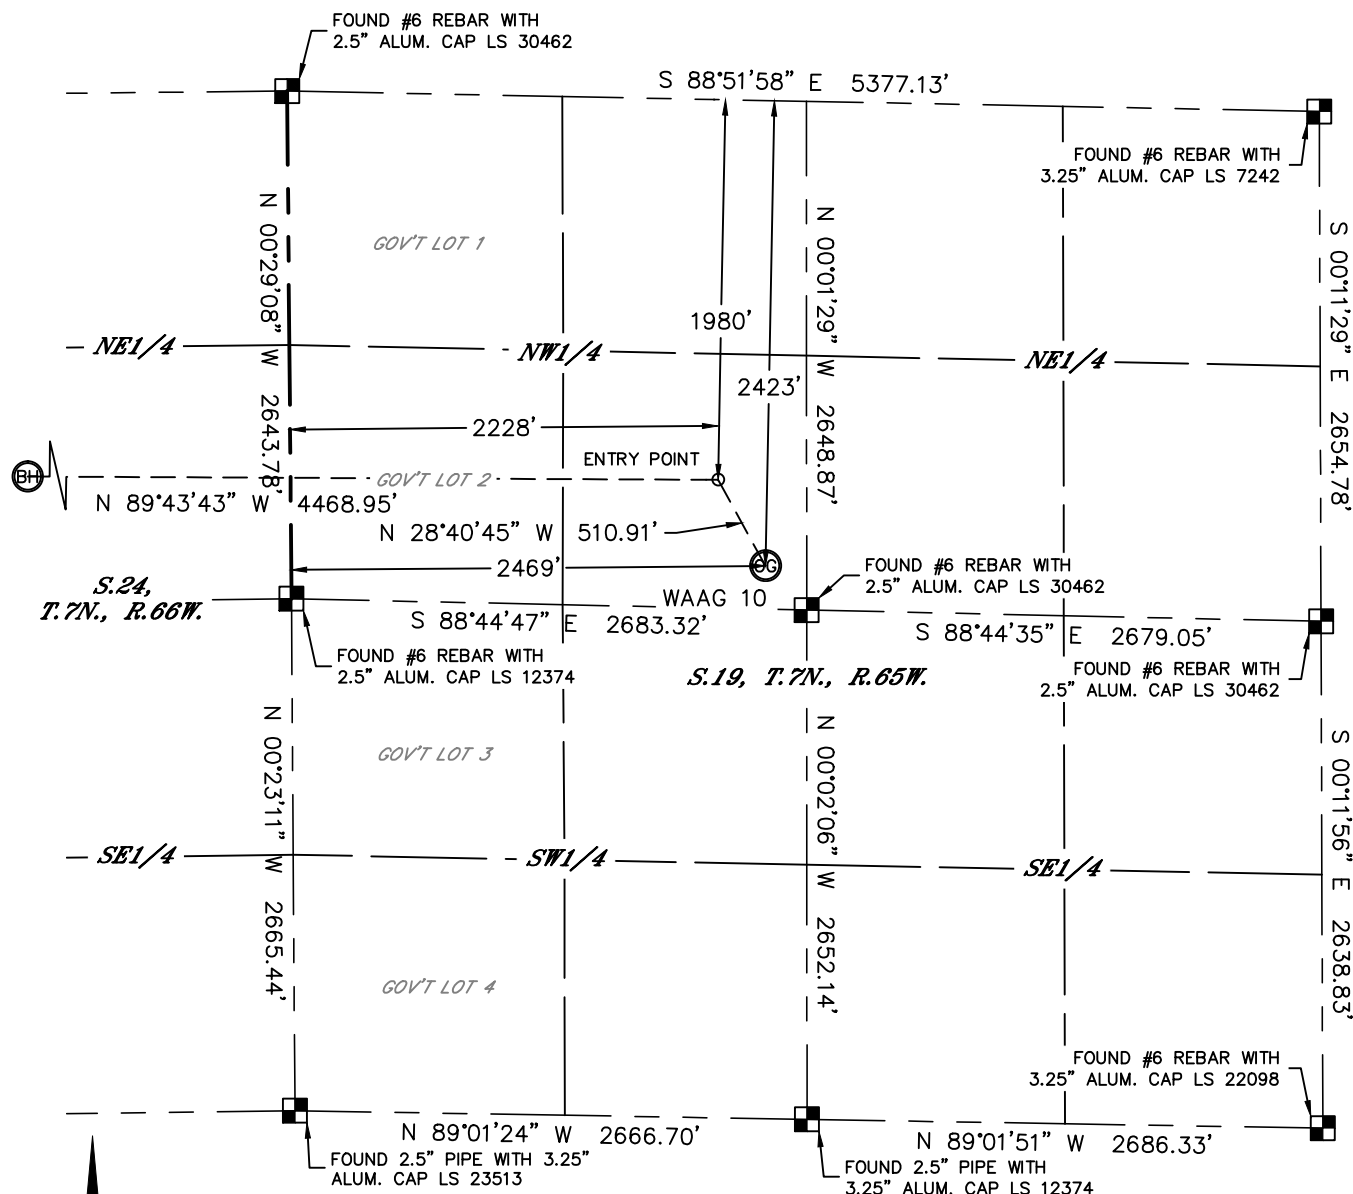 FOUND #6 REBAR WITH
2.5” ALUM. CAP LS 30462
S 88°51'58” E 5377.13'
FOUND #6 REBAR WITH
3.25” ALUM. CAP LS 7242
N 00°29'08” W 2643.78'
GOV'T LOT 1
N 00°01'29” W 2648.87'
S 00°11'29” E 2654.78'
1980'
NE1/4
NW1/4
NE1/4
2423'
2228'
ENTRY POINT
BH
GOV'T LOT 2
N 89°43'43” W 4468.95'
N 28°40'45” W 510.91'
2469'
FOUND #6 REBAR WITH
2.5” ALUM. CAP LS 30462
S.24,
T.7N., R.66W.
WAAG 10
S 88°44'47” E 2683.32'
S 88°44'35” E 2679.05'
FOUND #6 REBAR WITH
2.5” ALUM. CAP LS 12374
S.19, T.7N., R.65W.
FOUND #6 REBAR WITH
2.5” ALUM. CAP LS 30462
N 00°23'11” W 2665.44'
GOV'T LOT 3
N 00°02'06” W 2652.14'
S 00°11'56” E 2638.83'
SE1/4
SW1/4
SE1/4
GOV'T LOT 4
FOUND #6 REBAR WITH
3.25” ALUM. CAP LS 22098
N 89°01'24” W 2666.70'
N 89°01'51” W 2686.33'
FOUND 2.5” PIPE WITH 3.25”
ALUM. CAP LS 23513
FOUND 2.5” PIPE WITH
3.25” ALUM. CAP LS 12374